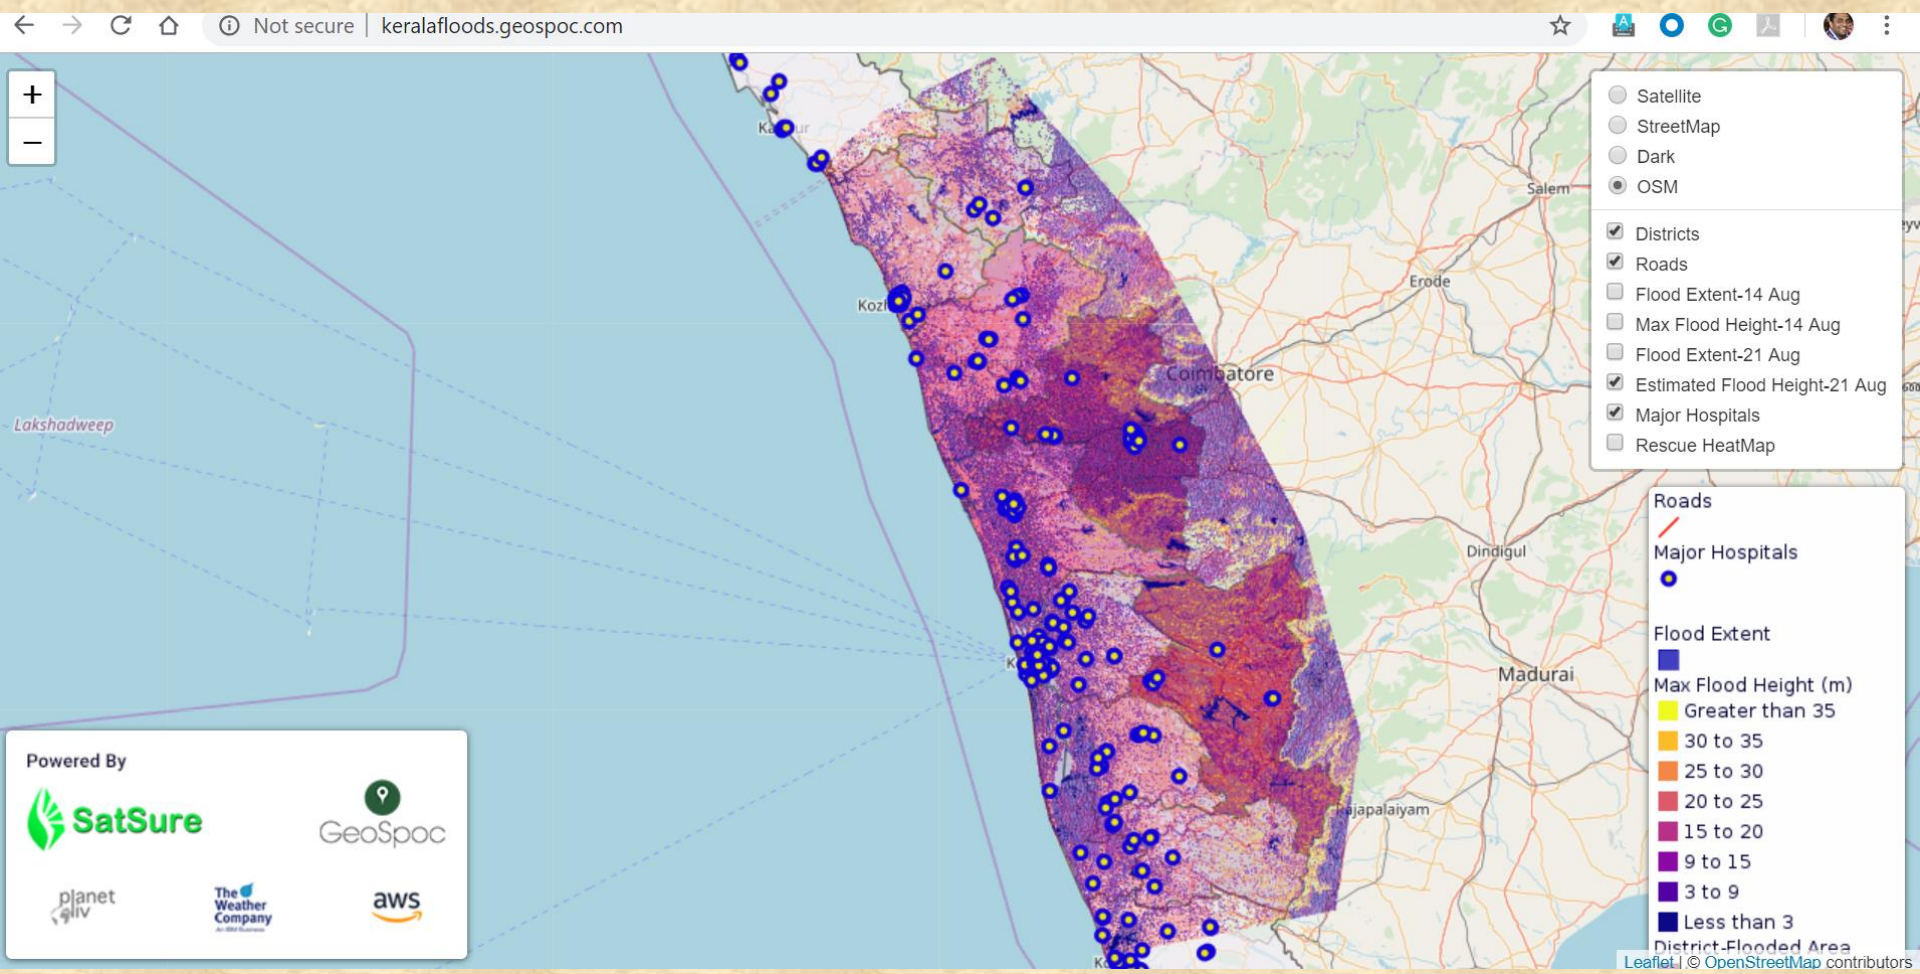 Not secure | keralafloods.geospoc.com
+
−
Satellite
StreetMap
Dark
OSM
Districts
Roads
Flood Extent-14 Aug
Max Flood Height-14 Aug
Flood Extent-21 Aug
Estimated Flood Height-21 Aug
Major Hospitals
Rescue HeatMap
Salem
Erode
Coimbatore
Lakshadweep
Dindigul
Madurai
Rajapalaiyam
Roads
Major Hospitals
Flood Extent
Max Flood Height (m)
Greater than 35
30 to 35
25 to 30
20 to 25
15 to 20
9 to 15
3 to 9
Less than 3
District-Flooded Area
Powered By
SatSure
GeoSpoc
planet
The
Weather
Company
An IBM Business
aws
Leaflet | © OpenStreetMap contributors